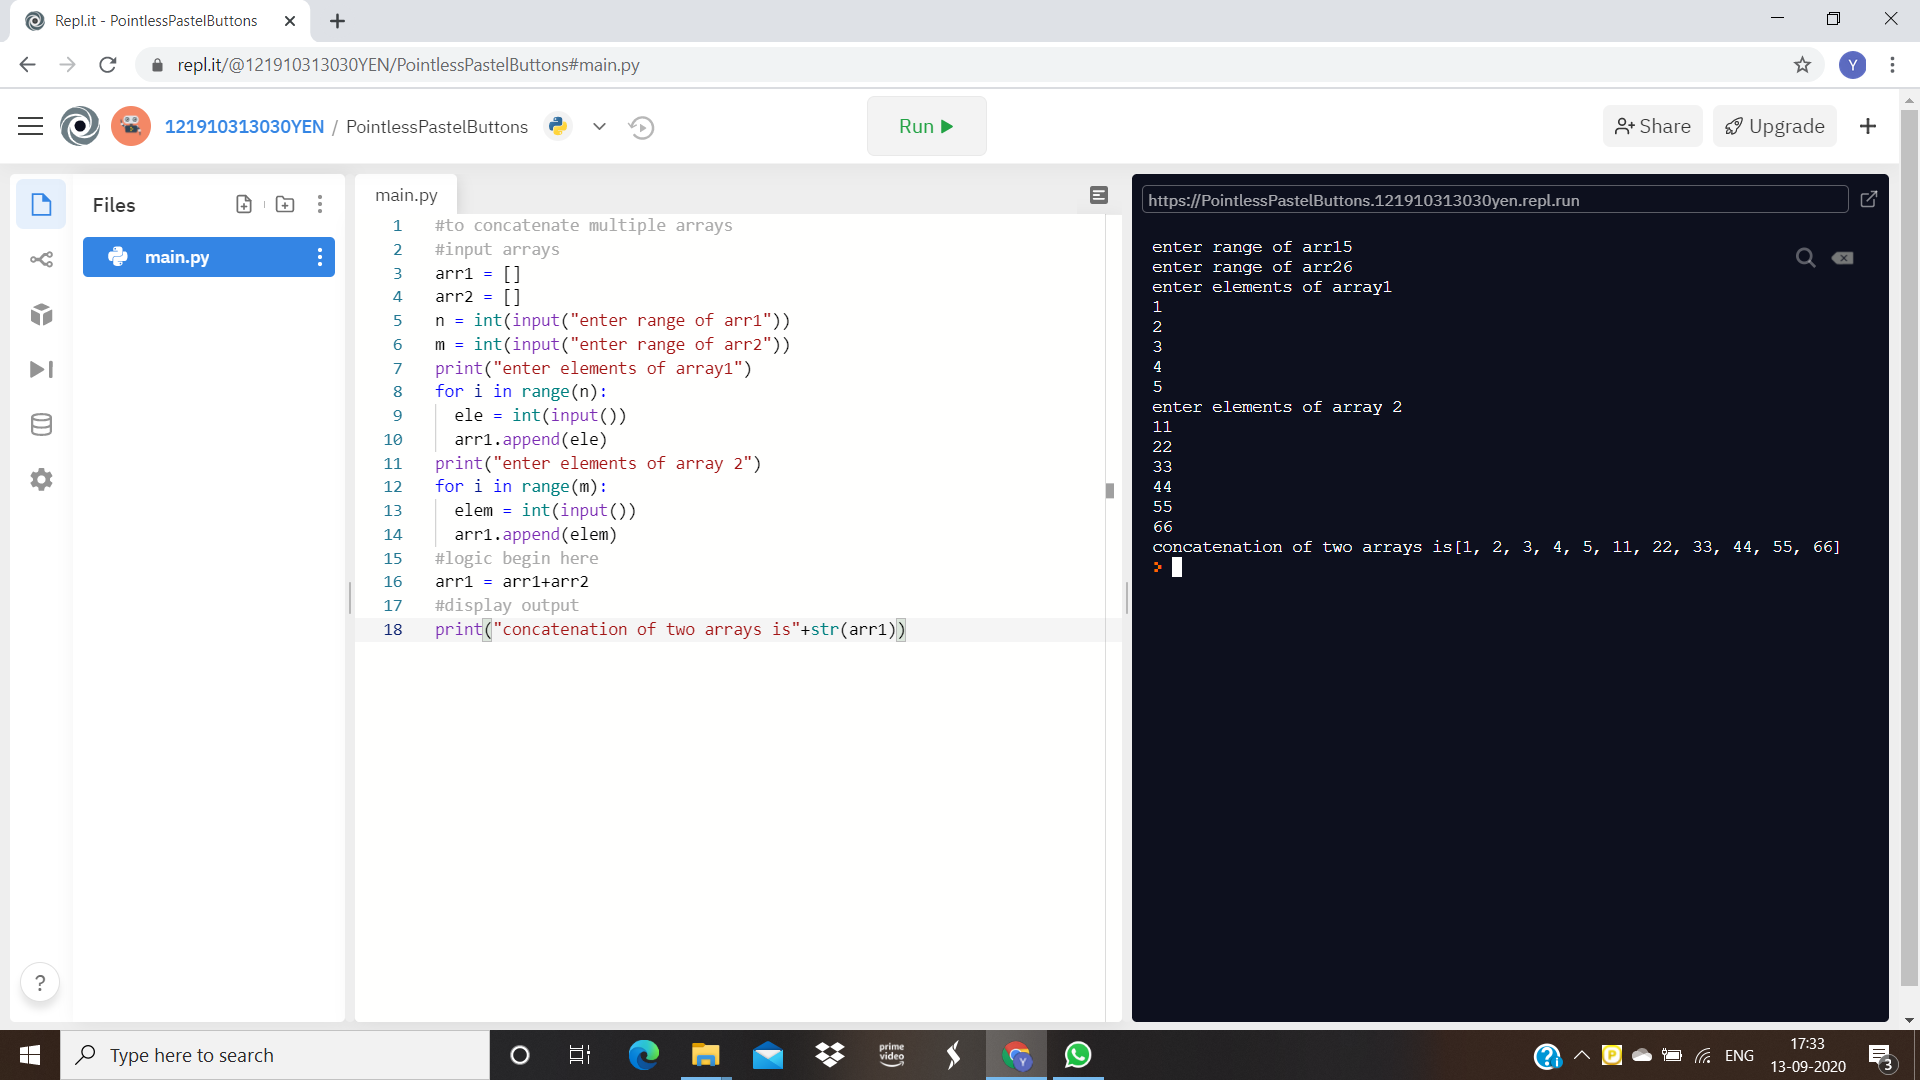 Repl.it - PointlessPastelButtons
repl.it/@121910313030YEN/PointlessPastelButtons#main.py
Y
121910313030YEN / PointlessPastelButtons
Run
Share
Upgrade
Files
main.py
main.py
1 #to concatenate multiple arrays
2 #input arrays
3 arr1 = []
4 arr2 = []
5 n = int(input("enter range of arr1"))
6 m = int(input("enter range of arr2"))
7 print("enter elements of array1")
8 for i in range(n):
9 ele = int(input())
10 arr1.append(ele)
11 print("enter elements of array 2")
12 for i in range(m):
13 elem = int(input())
14 arr1.append(elem)
15 #logic begin here
16 arr1 = arr1+arr2
17 #display output
18 print("concatenation of two arrays is"+str(arr1))
https://PointlessPastelButtons.121910313030yen.repl.run
enter range of arr15
enter range of arr26
enter elements of array1
1
2
3
4
5
enter elements of array 2
11
22
33
44
55
66
concatenation of two arrays is[1, 2, 3, 4, 5, 11, 22, 33, 44, 55, 66]
>
?
Type here to search
prime video
Y
P
ENG
17:33
13-09-2020
3